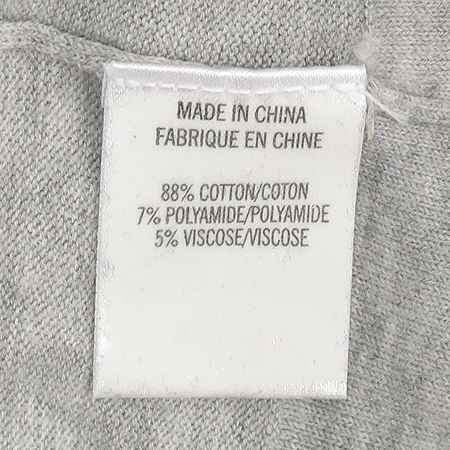 MADE IN CHINA
FABRIQUE EN CHINE
88% COTTON/COTON
7% POLYAMIDE/POLYAMIDE
5% VISCOSE/VISCOSE